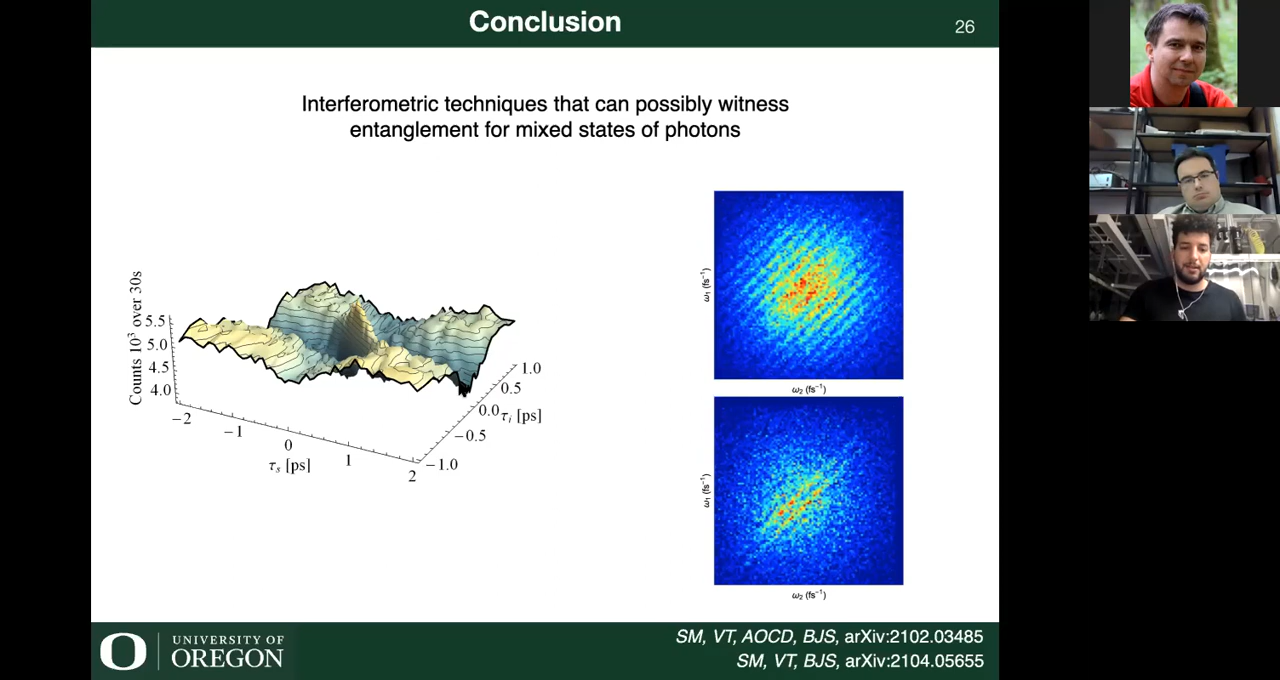 Conclusion
26
Interferometric techniques that can possibly witness
entanglement for mixed states of photons
Counts 10³ over 30s
5.5
5.0
4.5
4.0
−2
−1
0
1
2
τs [ps]
1.0
0.5
0.0
−0.5
−1.0
τi [ps]
ω₁ (fs⁻¹)
ω₂ (fs⁻¹)
ω₁ (fs⁻¹)
ω₂ (fs⁻¹)
O
UNIVERSITY OF
OREGON
SM, VT, AOCD, BJS, arXiv:2102.03485
SM, VT, BJS, arXiv:2104.05655